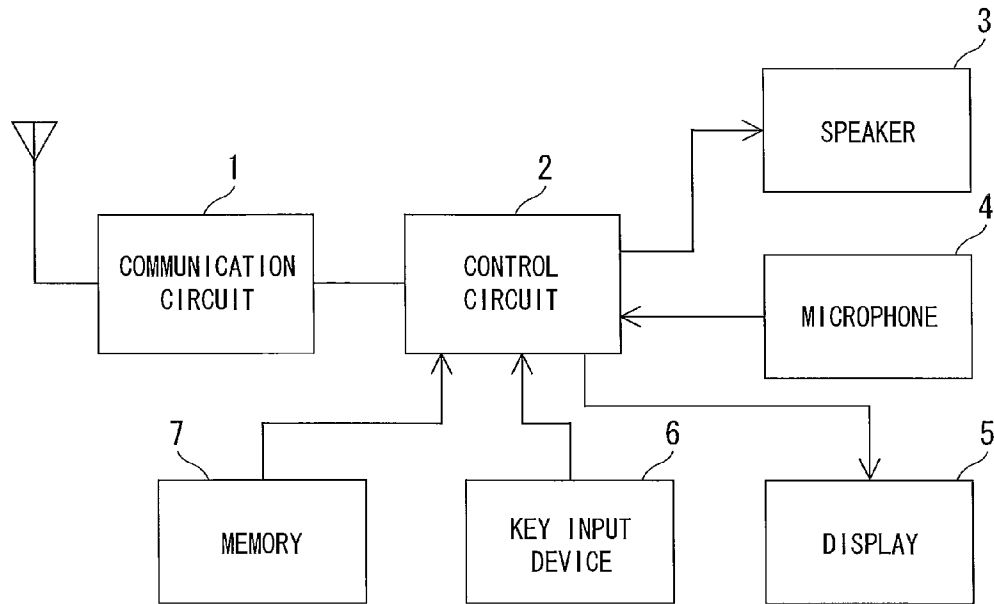 3
SPEAKER
1
COMMUNICATION
CIRCUIT
2
CONTROL
CIRCUIT
4
MICROPHONE
7
MEMORY
6
KEY INPUT
DEVICE
5
DISPLAY